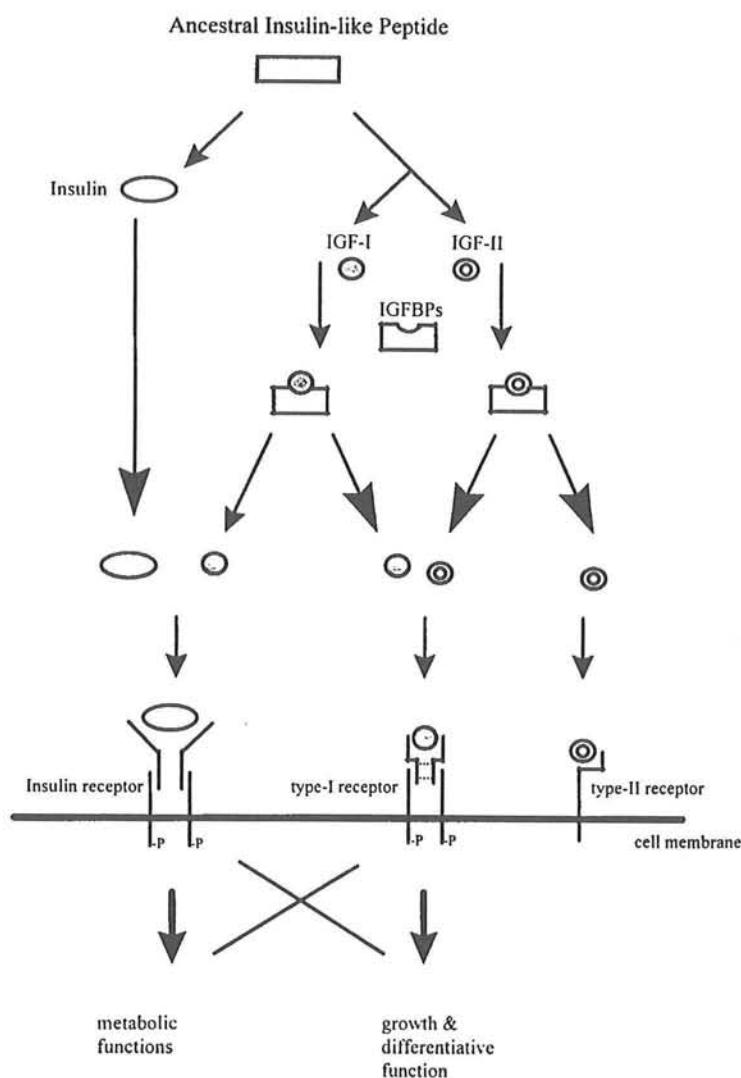 Ancestral Insulin-like Peptide
Insulin
IGF-I
IGF-II
IGFBPs
Insulin receptor
type-I receptor
type-II receptor
-P
-P
-P
-P
cell membrane
metabolic
functions
growth &
differentiative
function